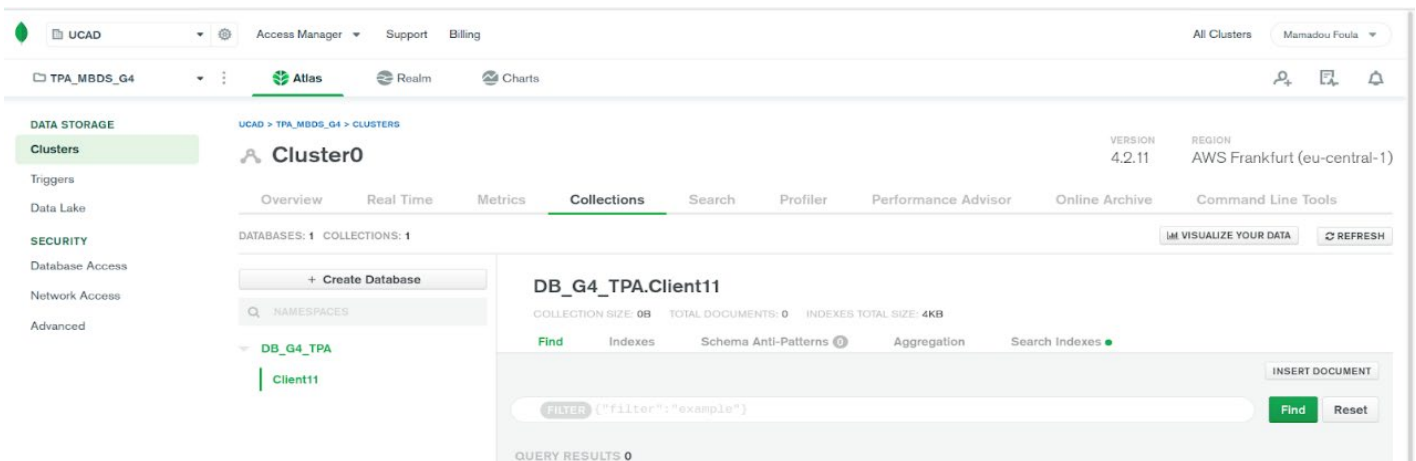 UCAD Access Manager Support Billing All Clusters Mamadou Foula
TPA_MBDS_G4 Atlas Realm Charts
DATA STORAGE
Clusters
Triggers
Data Lake
SECURITY
Database Access
Network Access
Advanced
UCAD > TPA_MBDS_G4 > CLUSTERS
Cluster0
VERSION
4.2.11
REGION
AWS Frankfurt (eu-central-1)
Overview Real Time Metrics Collections Search Profiler Performance Advisor Online Archive Command Line Tools
DATABASES: 1 COLLECTIONS: 1
VISUALIZE YOUR DATA REFRESH
+ Create Database
NAMESPACES
DB_G4_TPA
Client11
DB_G4_TPA.Client11
COLLECTION SIZE: 0B TOTAL DOCUMENTS: 0 INDEXES TOTAL SIZE: 4KB
Find Indexes Schema Anti-Patterns 0 Aggregation Search Indexes
INSERT DOCUMENT
FILTER {"filter":"example"}
Find Reset
QUERY RESULTS 0